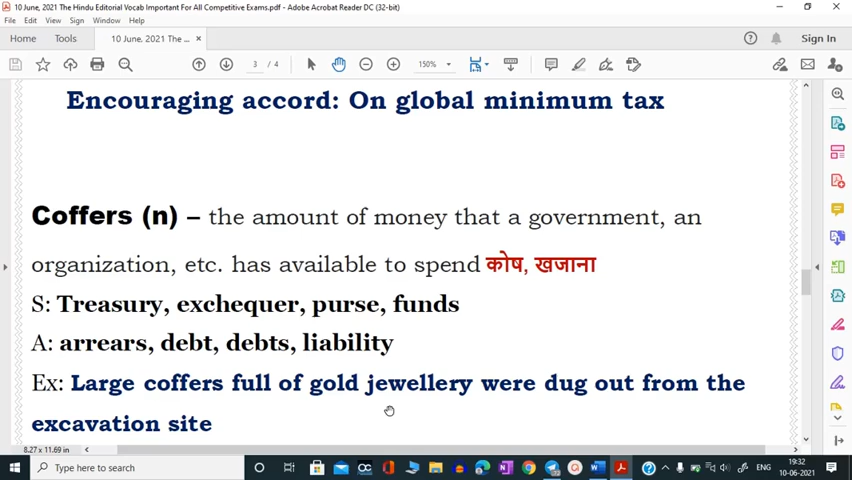 10 June, 2021 The Hindu Editorial Vocab Important For All Competitive Exams.pdf - Adobe Acrobat Reader DC (32-bit)
File Edit View Sign Window Help
Home Tools 10 June, 2021 The ... × Sign In
3 / 4 150%
Encouraging accord: On global minimum tax
Coffers (n) – the amount of money that a government, an
organization, etc. has available to spend कोष, खजाना
S: Treasury, exchequer, purse, funds
A: arrears, debt, debts, liability
Ex: Large coffers full of gold jewellery were dug out from the
excavation site
8.27 x 11.69 in
Type here to search ENG 19:32
10-06-2021